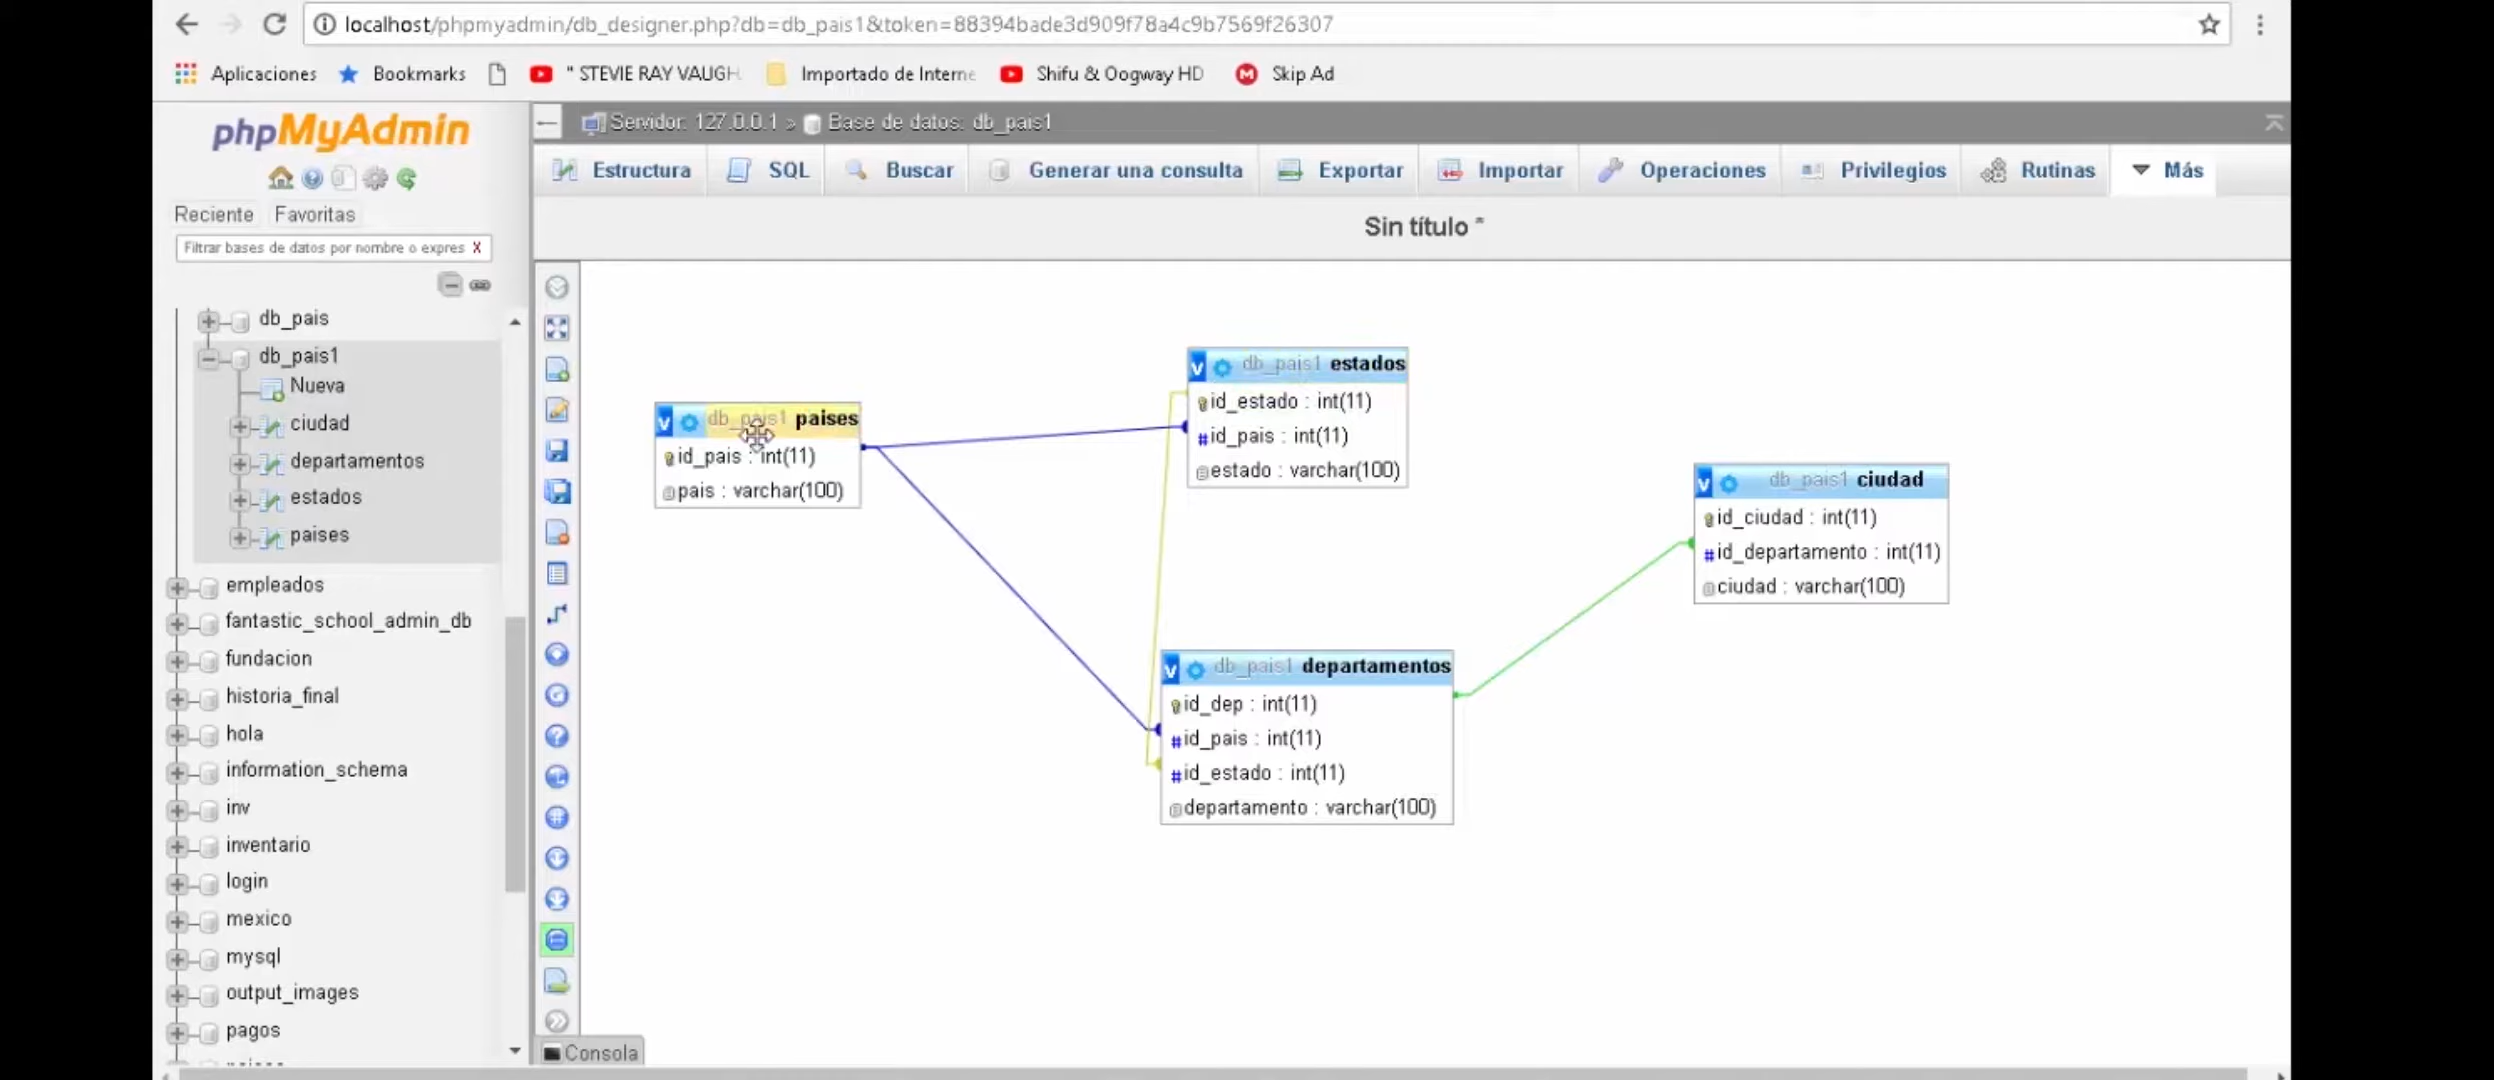 localhost/phpmyadmin/db_designer.php?db=db_pais1&token=88394bade3d909f78a4c9b7569f26307
Aplicaciones Bookmarks " STEVIE RAY VAUGH Importado de Interne Shifu & Oogway HD Skip Ad
phpMyAdmin
Reciente Favoritas
Filtrar bases de datos por nombre o expres X
db_pais
db_pais1
Nueva
ciudad
departamentos
estados
paises
empleados
fantastic_school_admin_db
fundacion
historia_final
hola
information_schema
inv
inventario
login
mexico
mysql
output_images
pagos
Servidor: 127.0.0.1 » Base de datos: db_pais1
Estructura SQL Buscar Generar una consulta Exportar Importar Operaciones Privilegios Rutinas Más
Sin título *
db_pais1 paises
id_pais : int(11)
pais : varchar(100)
db_pais1 estados
id_estado : int(11)
#id_pais : int(11)
estado : varchar(100)
db_pais1 departamentos
id_dep : int(11)
#id_pais : int(11)
#id_estado : int(11)
departamento : varchar(100)
db_pais1 ciudad
id_ciudad : int(11)
#id_departamento : int(11)
ciudad : varchar(100)
Consola